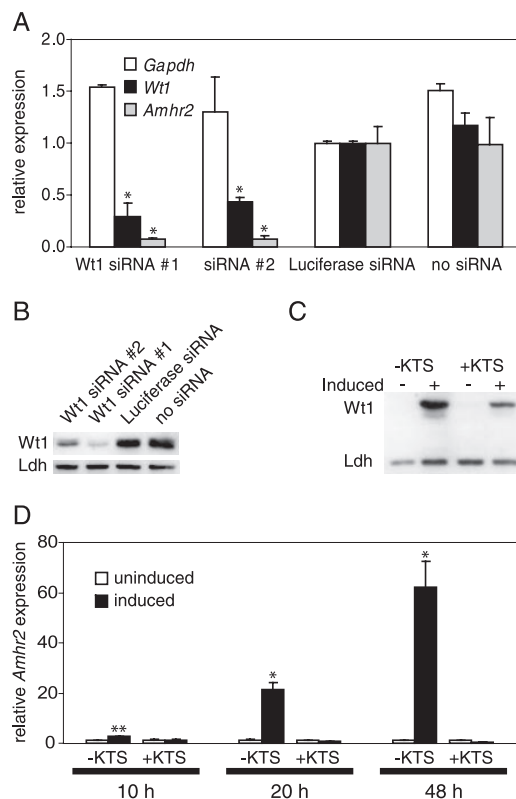 A
relative expression
2.0
1.5
1.0
0.5
0.0
Gapdh
Wt1
Amhr2
*
*
*
*
Wt1 siRNA #1
siRNA #2
Luciferase siRNA
no siRNA
B
Wt1 siRNA #2
Wt1 siRNA #1
Luciferase siRNA
no siRNA
Wt1
Ldh
C
-KTS +KTS
Induced - + - +
Wt1
Ldh
D
relative Amhr2 expression
80
60
40
20
0
uninduced
induced
**
*
*
-KTS +KTS -KTS +KTS -KTS +KTS
10 h 20 h 48 h